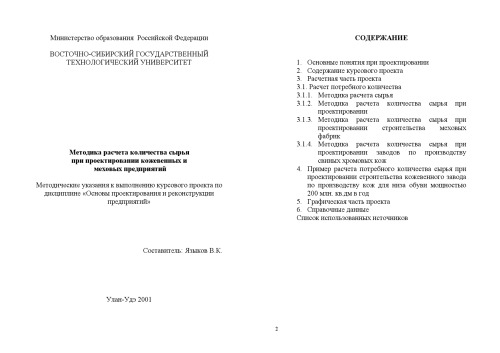 Министерство образования Российской Федерации
ВОСТОЧНО-СИБИРСКИЙ ГОСУДАРСТВЕННЫЙ
ТЕХНОЛОГИЧЕСКИЙ УНИВЕРСИТЕТ
Методика расчета количества сырья
при проектировании кожевенных и
меховых предприятий
Методические указания к выполнению курсового проекта по
дисциплине «Основы проектирования и реконструкции
предприятий»
Составитель: Языков В.К.
Улан-Удэ 2001
СОДЕРЖАНИЕ
1. Основные понятия при проектировании
2. Содержание курсового проекта
3. Расчетная часть проекта
3.1. Расчет потребного количества
3.1.1. Методика расчета сырья
3.1.2. Методика расчета количества сырья при
проектировании
3.1.3. Методика расчета количества сырья при
проектировании строительства меховых
фабрик
3.1.4. Методика расчета количества сырья при
проектировании заводов по производству
свиных хромовых кож
4. Пример расчета потребного количества сырья при
проектировании строительства кожевенного завода
по производству кож для низа обуви мощностью
200 млн. кв.дм в год
5. Графическая часть проекта
6. Справочные данные
Список использованных источников
2